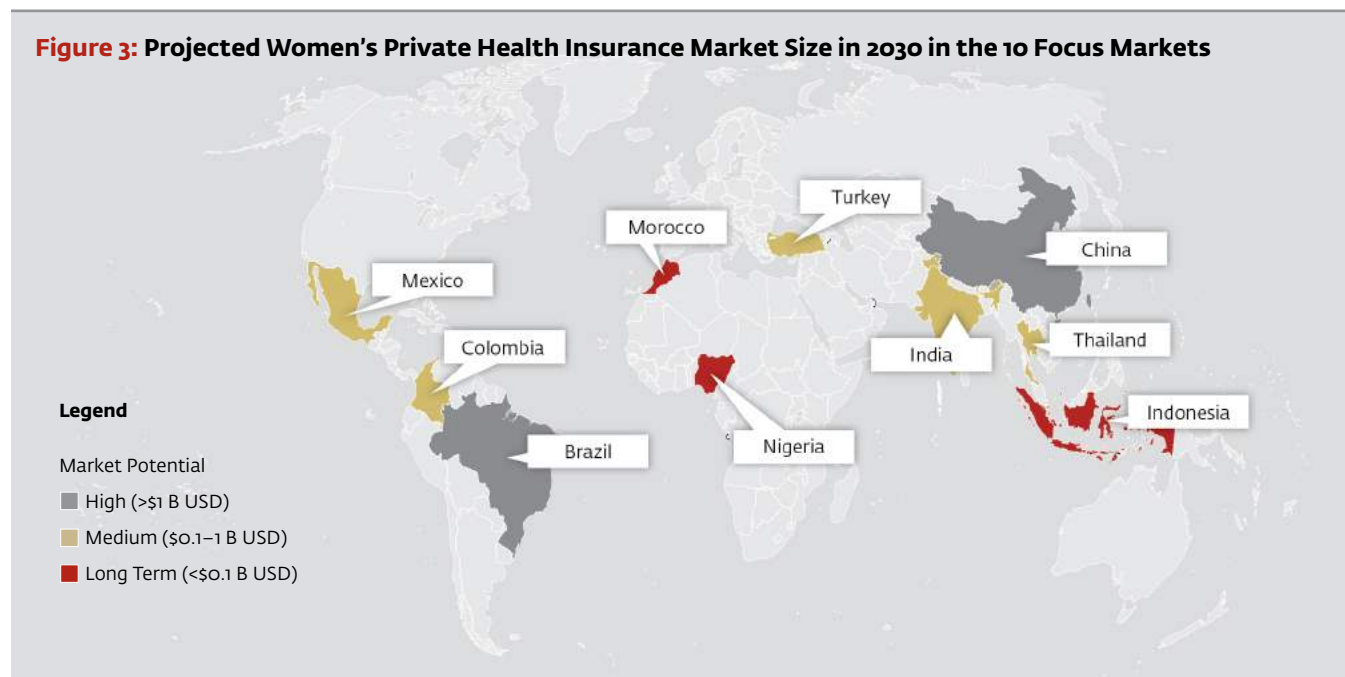 Figure 3: Projected Women's Private Health Insurance Market Size in 2030 in the 10 Focus Markets
Turkey
Morocco
China
Mexico
Colombia
India
Thailand
Indonesia
Brazil
Nigeria
Legend
Market Potential
High (>$1 B USD)
Medium ($0.1–1 B USD)
Long Term (<$0.1 B USD)